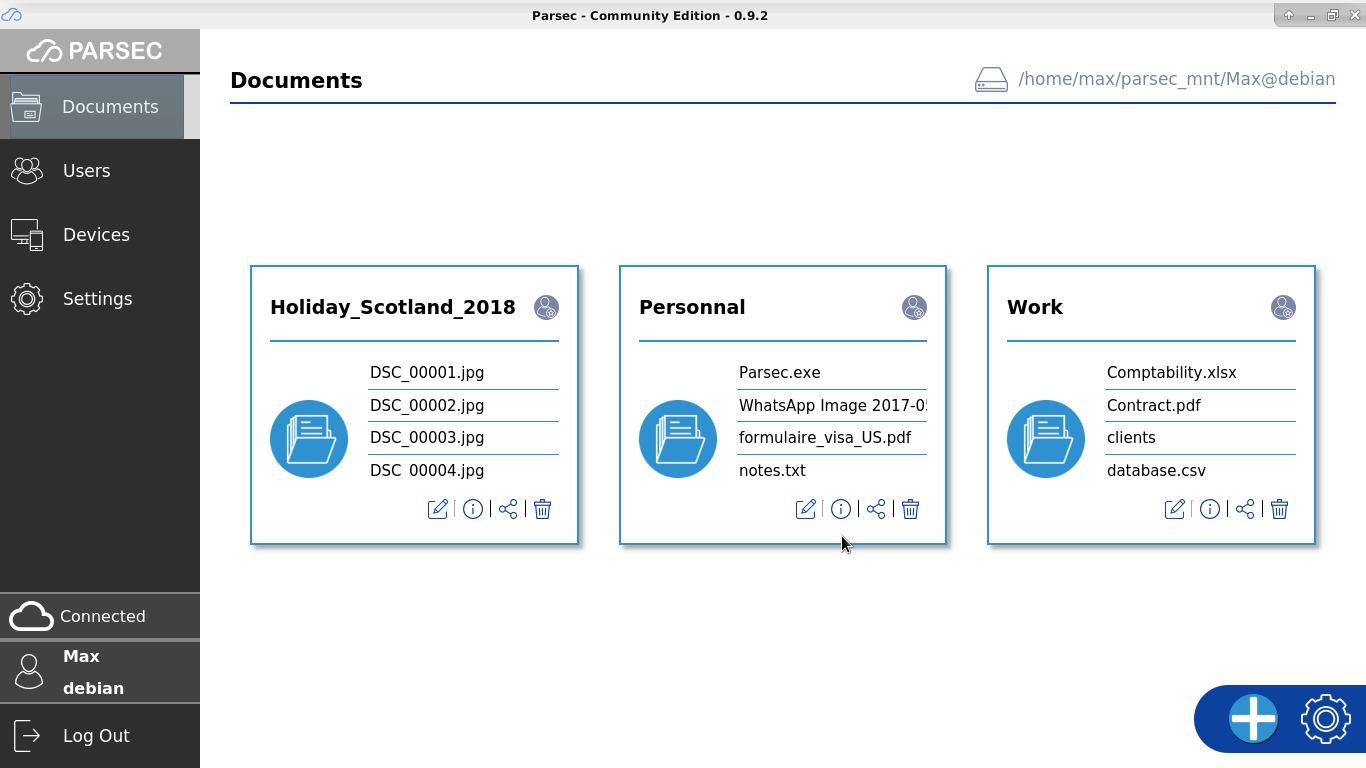 Parsec - Community Edition - 0.9.2
PARSEC
Documents
Users
Devices
Settings
Connected
Max
debian
Log Out
Documents
/home/max/parsec_mnt/Max@debian
Holiday_Scotland_2018
DSC_00001.jpg
DSC_00002.jpg
DSC_00003.jpg
DSC_00004.jpg
Personnal
Parsec.exe
WhatsApp Image 2017-05
formulaire_visa_US.pdf
notes.txt
Work
Comptability.xlsx
Contract.pdf
clients
database.csv